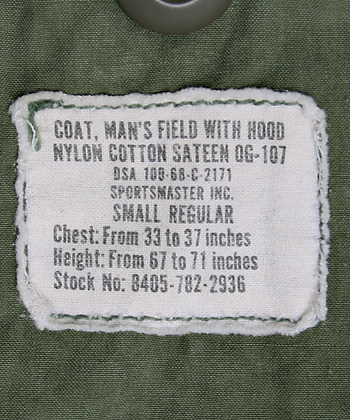 COAT, MAN'S FIELD WITH HOOD
NYLON COTTON SATEEN OG-107
DSA 100-68-C-2171
SPORTSMASTER INC.
SMALL REGULAR
Chest: From 33 to 37 inches
Height: From 67 to 71 inches
Stock No: 8405-782-2936